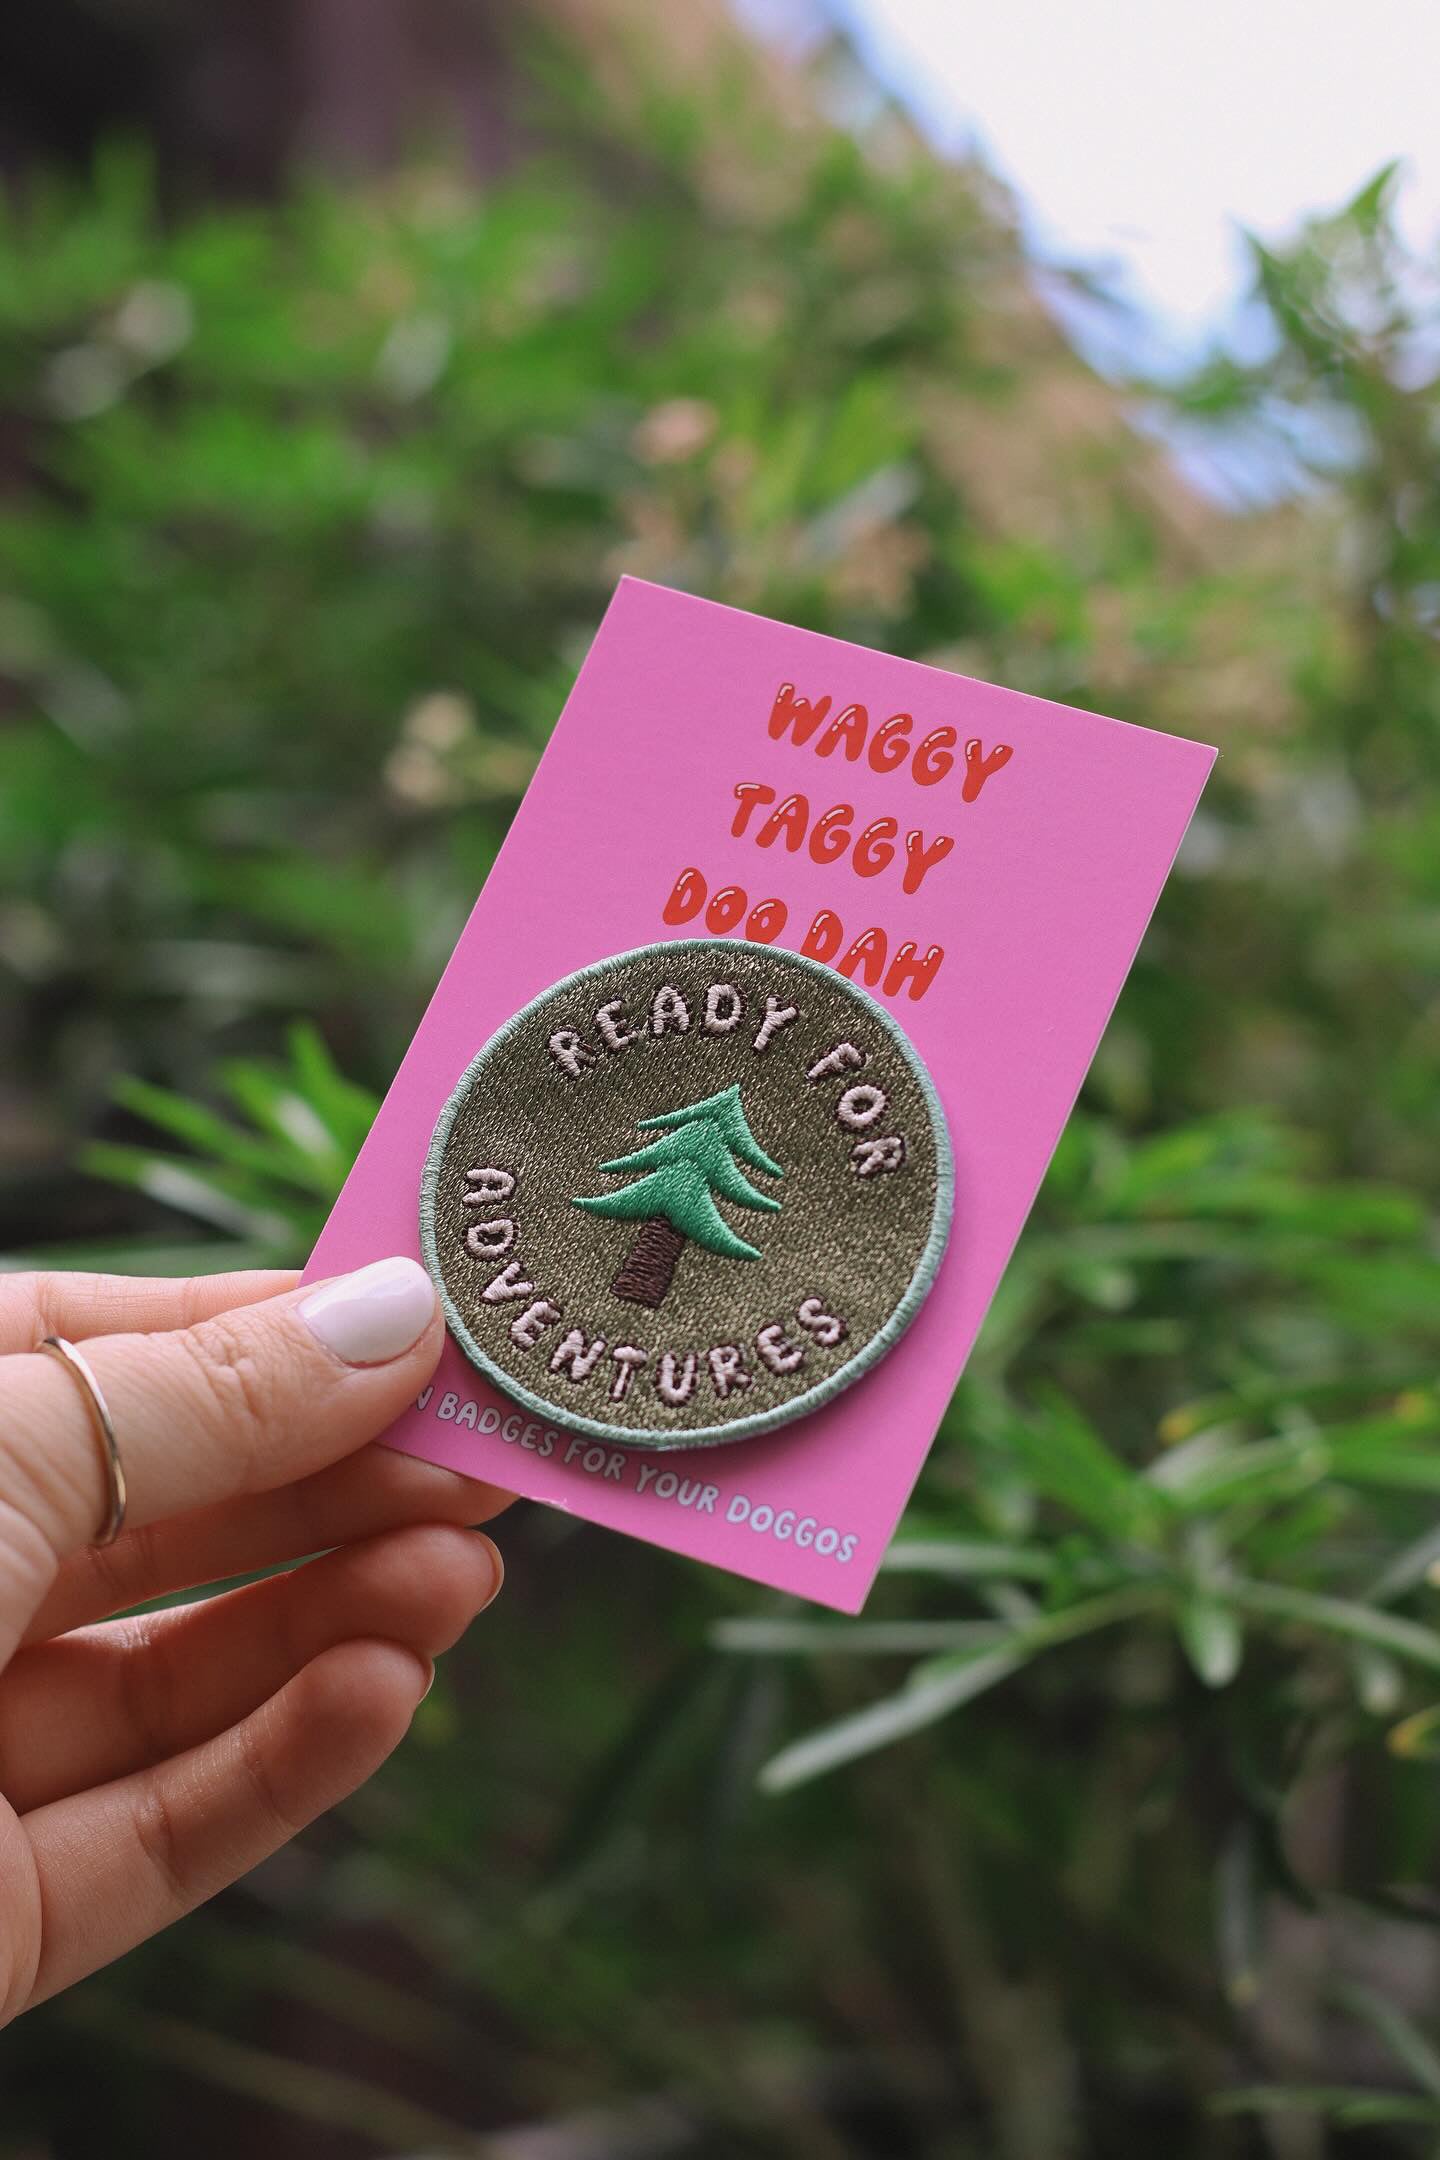 WAGGY
TAGGY
DOO DAH
READY FOR
ADVENTURES
BADGES FOR YOUR DOGGOS